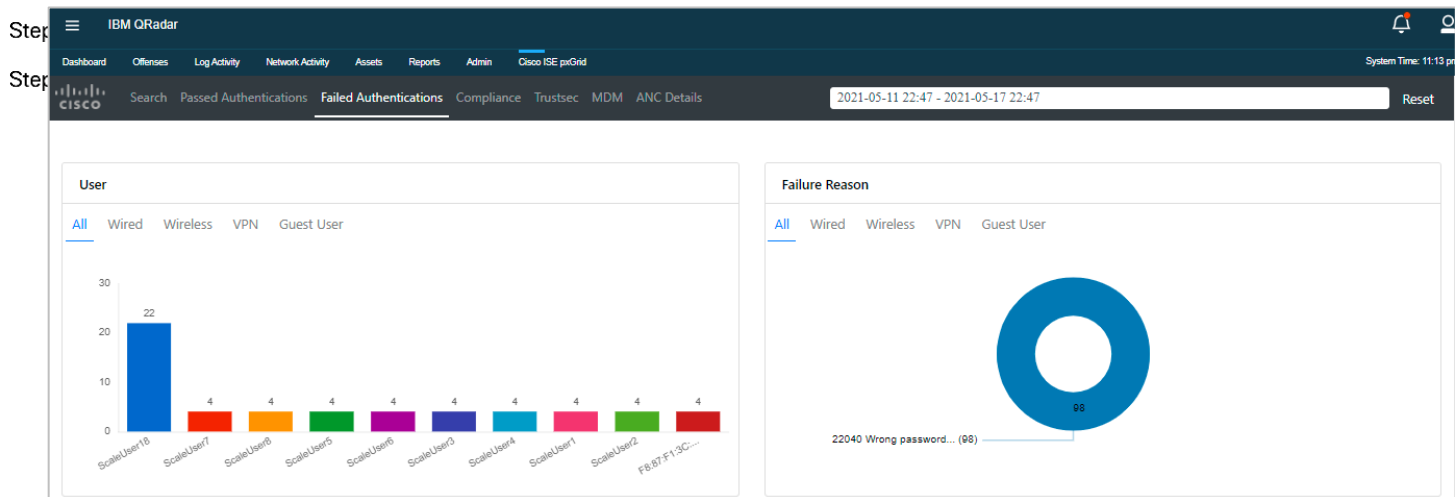 Step
Step
IBM QRadar
Dashboard Offenses Log Activity Network Activity Assets Reports Admin Cisco ISE pxGrid
System Time: 11:13 pm
CISCO
Search Passed Authentications Failed Authentications Compliance Trustsec MDM ANC Details
2021-05-11 22:47 - 2021-05-17 22:47
Reset
User
All Wired Wireless VPN Guest User
30
20
10
0
22
4 4 4 4 4 4 4 4 4
ScaleUser18
ScaleUser7
ScaleUser8
ScaleUser5
ScaleUser6
ScaleUser3
ScaleUser4
ScaleUser1
ScaleUser2
F8:87:F1:3C:...
Failure Reason
All Wired Wireless VPN Guest User
98
22040 Wrong password... (98)